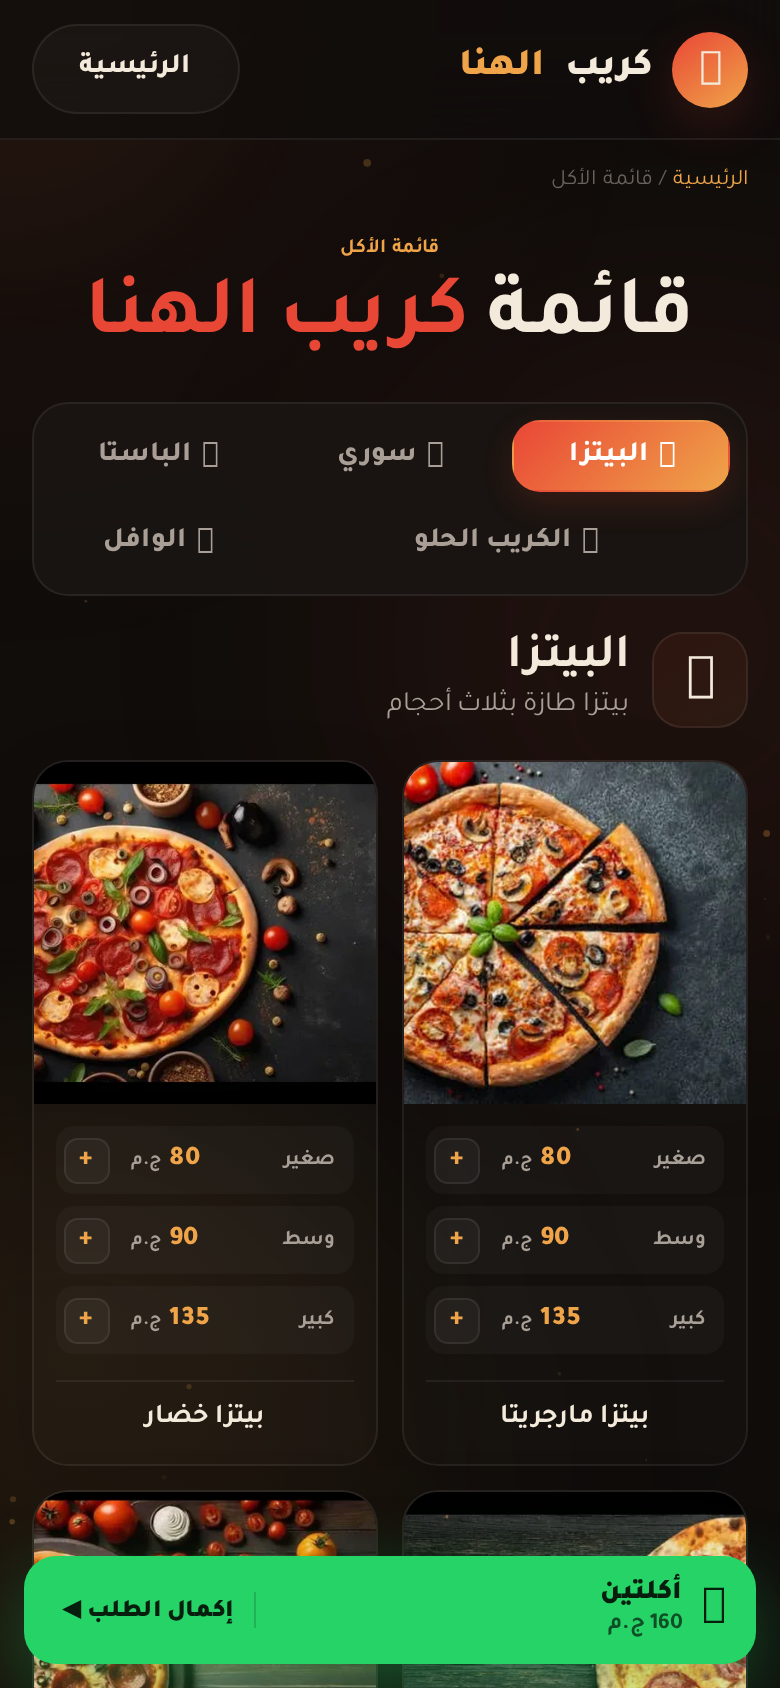 كريب الهنا
الرئيسية
الرئيسية / قائمة الأكل
قائمة الأكل
قائمة كريب الهنا
البيتزا
سوري
الباستا
الكريب الحلو
الوافل
البيتزا
بيتزا طازة بثلاث أحجام
صغير 80 ج.م +
وسط 90 ج.م +
كبير 135 ج.م +
بيتزا مارجريتا
صغير 80 ج.م +
وسط 90 ج.م +
كبير 135 ج.م +
بيتزا خضار
أكلتين
160 ج.م
إكمال الطلب ◀